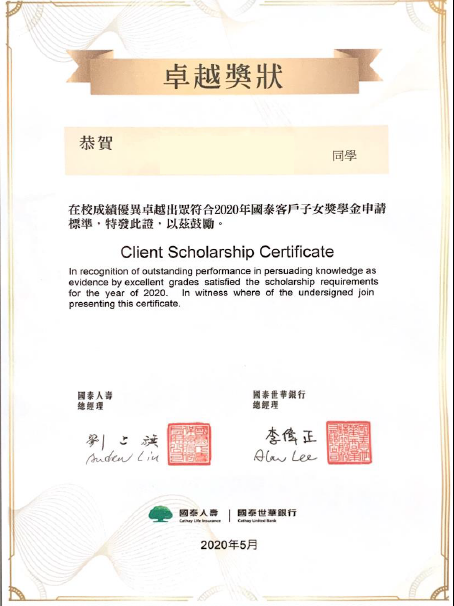 卓越獎狀
恭賀
同學
在校成績優異卓越出眾符合2020年國泰客戶子女獎學金申請
標準，特發此證，以茲鼓勵。
Client Scholarship Certificate
In recognition of outstanding performance in persuading knowledge as
evidence by excellent grades satisfied the scholarship requirements
for the year of 2020. In witness where of the undersigned join
presenting this certificate.
國泰人壽
總經理
國泰世華銀行
總經理
劉上旗
Andrew Liu
李偉正
Alan Lee
國泰人壽
Cathay Life Insurance
國泰世華銀行
Cathay United Bank
2020年5月